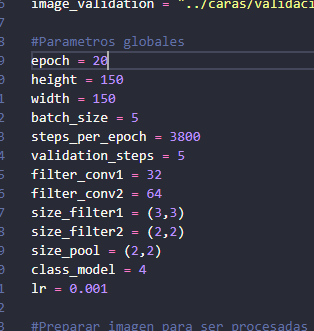 image_validation = "../caras/validaci
#Parametros globales
epoch = 20
height = 150
width = 150
batch_size = 5
steps_per_epoch = 3800
validation_steps = 5
filter_conv1 = 32
filter_conv2 = 64
size_filter1 = (3,3)
size_filter2 = (2,2)
size_pool = (2,2)
class_model = 4
lr = 0.001
#Preparar imagen para ser procesadas